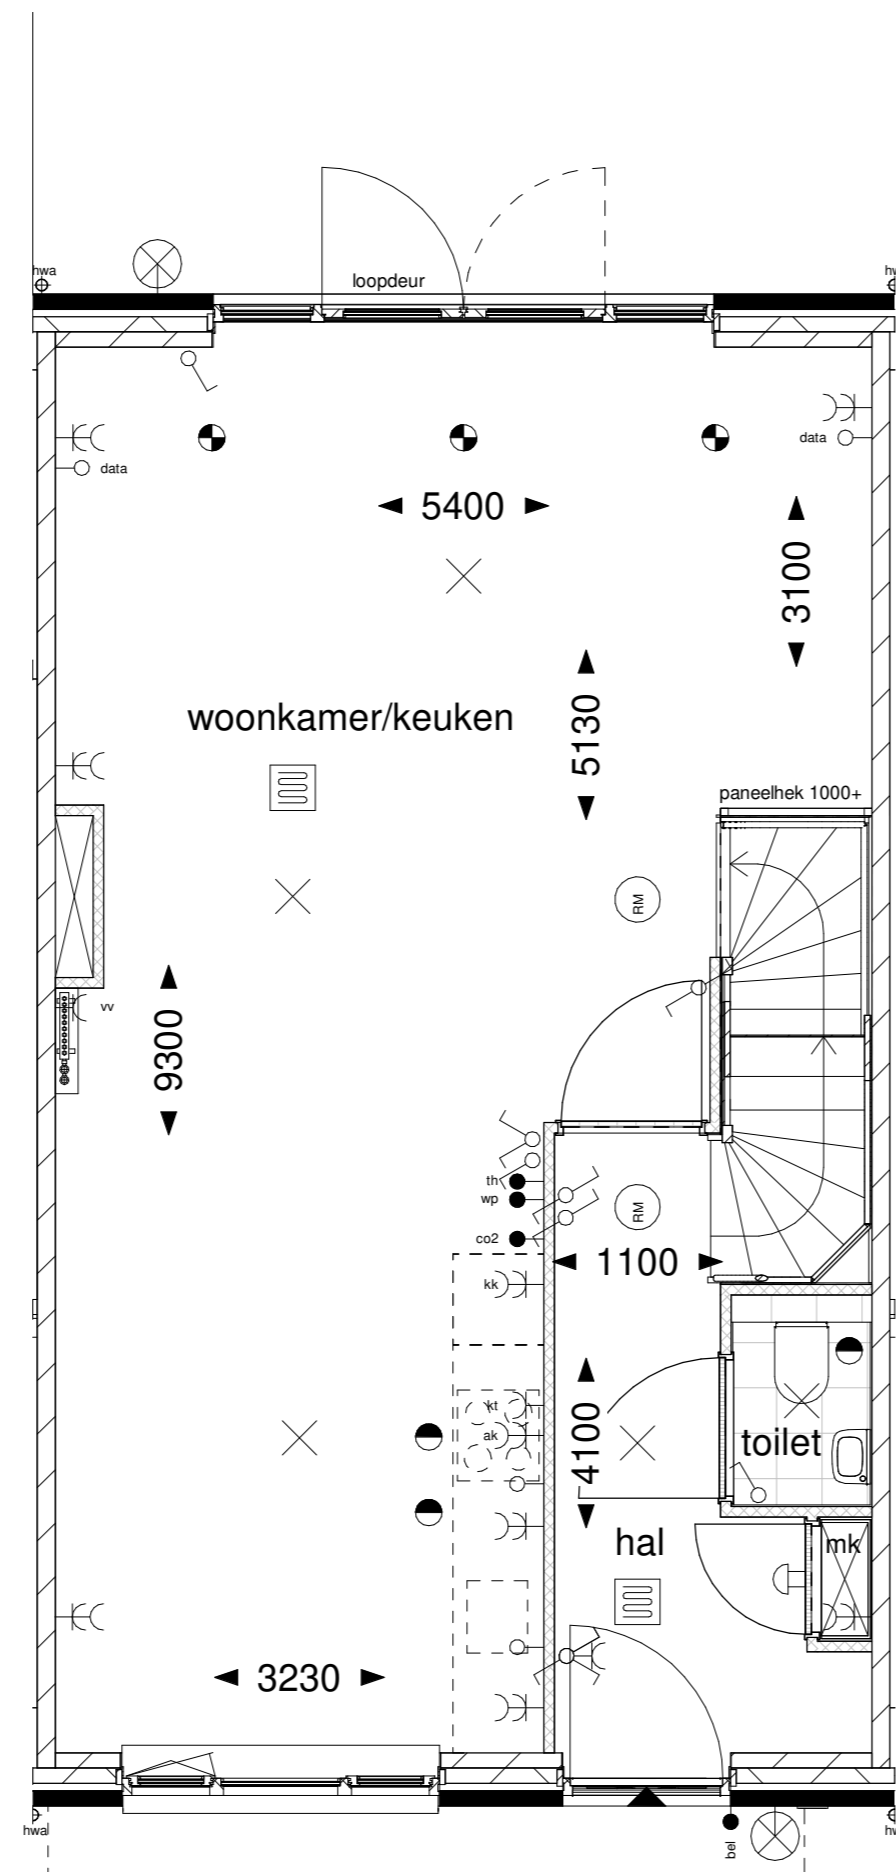 hwa
loopdeur
hw
data
data
5400
3100
5130
woonkamer/keuken
paneelhek 1000+
RM
vv
9300
th
wp
co2
RM
1100
kk
kt
ak
4100
toilet
hal
mk
3230
hwa
bel
hw